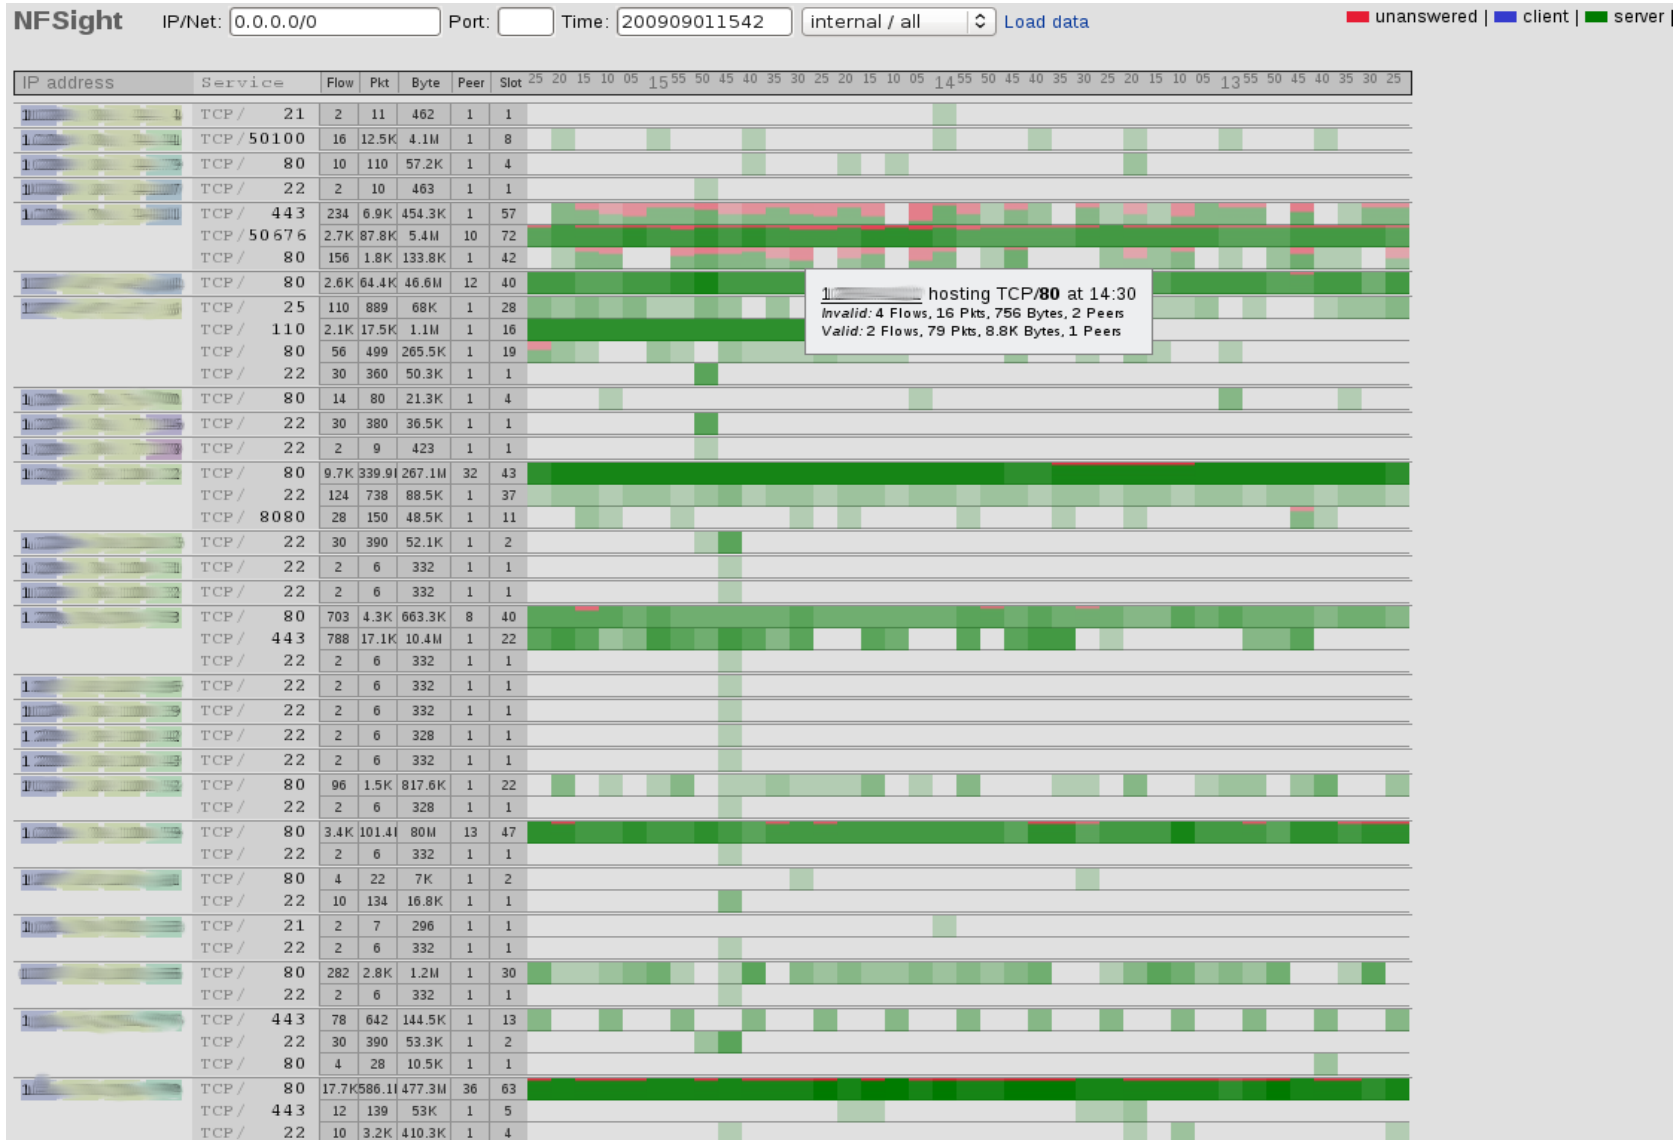 NFSight IP/Net: 0.0.0.0/0 Port: Time: 200909011542 internal / all Load data unanswered | client | server |
IP address Service Flow Pkt Byte Peer Slot 25 20 15 10 05 15 55 50 45 40 35 30 25 20 15 10 05 14 55 50 45 40 35 30 25 20 15 10 05 13 55 50 45 40 35 30 25
TCP/ 21 2 11 462 1 1
TCP/50100 16 12.5K 4.1M 1 8
TCP/ 80 10 110 57.2K 1 4
TCP/ 22 2 10 463 1 1
TCP/ 443 234 6.9K 454.3K 1 57
TCP/50676 2.7K 87.8K 5.4M 10 72
TCP/ 80 156 1.8K 133.8K 1 42
TCP/ 80 2.6K 64.4K 46.6M 12 40
hosting TCP/80 at 14:30
Invalid: 4 Flows, 16 Pkts, 756 Bytes, 2 Peers
Valid: 2 Flows, 79 Pkts, 8.8K Bytes, 1 Peers
TCP/ 25 110 889 68K 1 28
TCP/ 110 2.1K 17.5K 1.1M 1 16
TCP/ 80 56 499 265.5K 1 19
TCP/ 22 30 360 50.3K 1 1
TCP/ 80 14 80 21.3K 1 4
TCP/ 22 30 380 36.5K 1 1
TCP/ 22 2 9 423 1 1
TCP/ 80 9.7K 339.9 267.1M 32 43
TCP/ 22 124 738 88.5K 1 37
TCP/ 8080 28 150 48.5K 1 11
TCP/ 22 30 390 52.1K 1 2
TCP/ 22 2 6 332 1 1
TCP/ 22 2 6 332 1 1
TCP/ 80 703 4.3K 663.3K 8 40
TCP/ 443 788 17.1K 10.4M 1 22
TCP/ 22 2 6 332 1 1
TCP/ 22 2 6 332 1 1
TCP/ 22 2 6 332 1 1
TCP/ 22 2 6 328 1 1
TCP/ 22 2 6 332 1 1
TCP/ 80 96 1.5K 817.6K 1 22
TCP/ 22 2 6 328 1 1
TCP/ 80 3.4K 101.4 80M 13 47
TCP/ 22 2 6 332 1 1
TCP/ 80 4 22 7K 1 2
TCP/ 22 10 134 16.8K 1 1
TCP/ 21 2 7 296 1 1
TCP/ 22 2 6 332 1 1
TCP/ 80 282 2.8K 1.2M 1 30
TCP/ 22 2 6 332 1 1
TCP/ 443 78 642 144.5K 1 13
TCP/ 22 30 390 53.3K 1 2
TCP/ 80 4 28 10.5K 1 1
TCP/ 80 17.7K 586.1 477.3M 36 63
TCP/ 443 12 139 53K 1 5
TCP/ 22 10 3.2K 410.3K 1 4